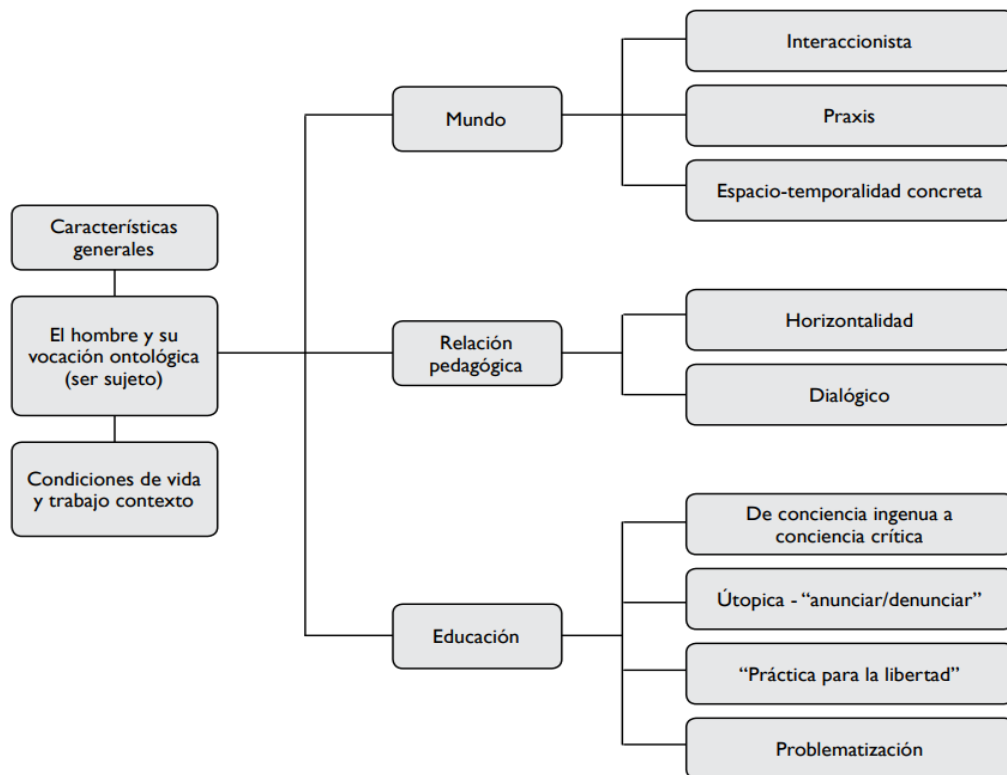 Características
generales
El hombre y su
vocación ontológica
(ser sujeto)
Condiciones de vida
y trabajo contexto
Mundo
Interaccionista
Praxis
Espacio-temporalidad concreta
Relación
pedagógica
Horizontalidad
Dialógico
Educación
De conciencia ingenua a
conciencia crítica
Útopica - “anunciar/denunciar”
“Práctica para la libertad”
Problematización